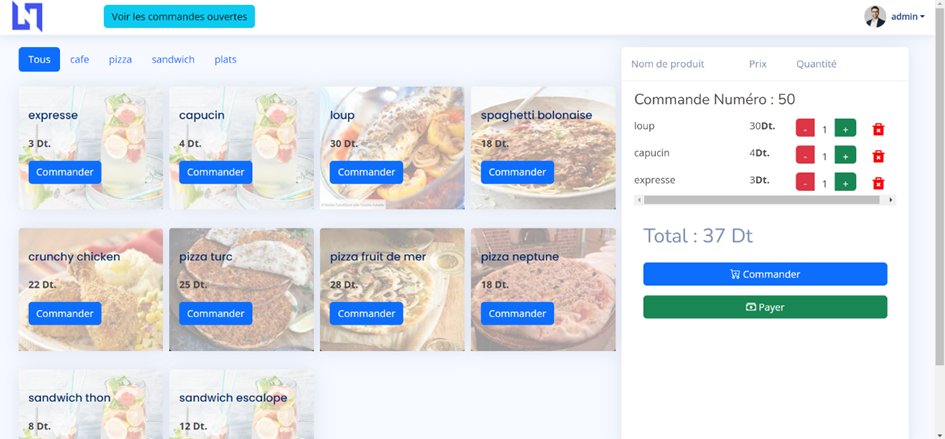 Voir les commandes ouvertes
admin
Tous cafe pizza sandwich plats
expresse
3 Dt.
Commander
capucin
4 Dt.
Commander
loup
30 Dt.
Commander
spaghetti bolonaise
18 Dt.
Commander
crunchy chicken
22 Dt.
Commander
pizza turc
25 Dt.
Commander
pizza fruit de mer
28 Dt.
Commander
pizza neptune
18 Dt.
Commander
sandwich thon
8 Dt.
sandwich escalope
12 Dt.
Nom de produit Prix Quantité
Commande Numéro : 50
loup 30Dt. - 1 +
capucin 4Dt. - 1 +
expresse 3Dt. - 1 +
Total : 37 Dt
Commander
Payer